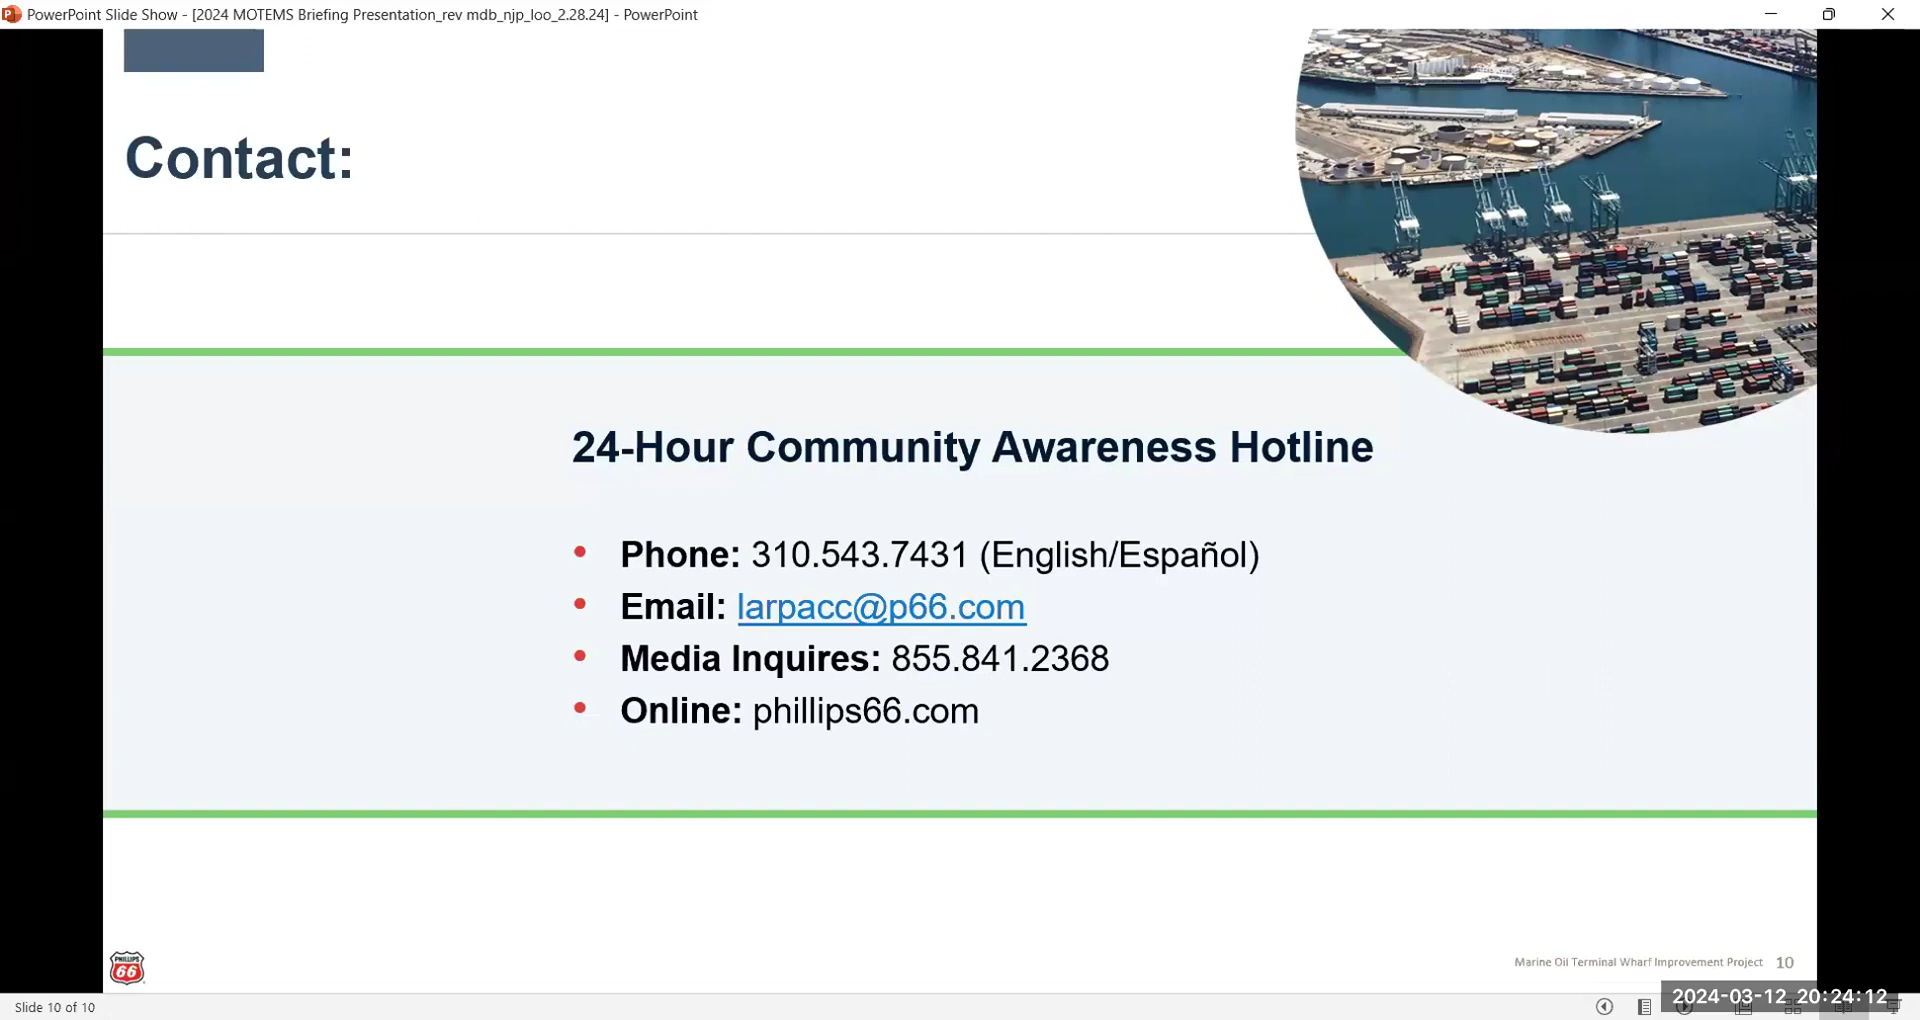 PowerPoint Slide Show - [2024 MOTEMS Briefing Presentation_rev mdb_njp_loo_2.28.24] - PowerPoint
Contact:
24-Hour Community Awareness Hotline
• Phone: 310.543.7431 (English/Español)
• Email: larpacc@p66.com
• Media Inquires: 855.841.2368
• Online: phillips66.com
PHILLIPS
66
Marine Oil Terminal Wharf Improvement Project 10
Slide 10 of 10
2024-03-12 20:24:12